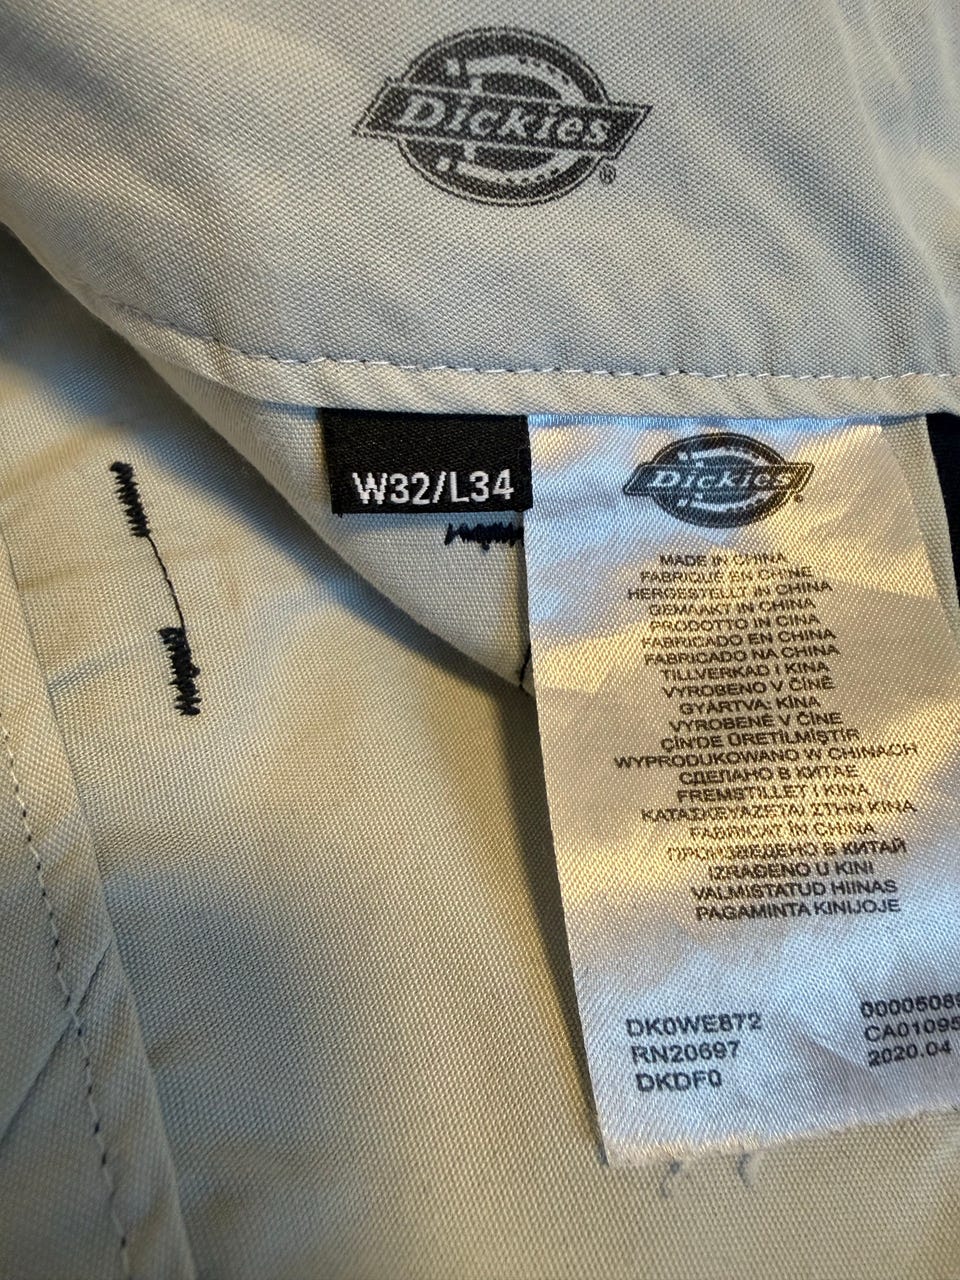 Dickies®
W32/L34
Dickies®
MADE IN CHINA
FABRIQUÉ EN CHINE
HERGESTELLT IN CHINA
GEMAAKT IN CHINA
PRODOTTO IN CINA
FABRICADO EN CHINA
FABRICADO NA CHINA
TILLVERKAD I KINA
VYROBENO V ČÍNĚ
GYÁRTVA: KÍNA
VYROBENÉ V ČÍNE
ÇİN'DE ÜRETİLMİŞTİR
WYPRODUKOWANO W CHINACH
СДЕЛАНО В КИТАЕ
FREMSTILLET I KINA
ΚΑΤΑΣΚΕΥΑΖΕΤΑΙ ΣΤΗΝ ΚΙΝΑ
FABRICAT ÎN CHINA
ПРОИЗВЕДЕНО В КИТАЙ
IZRAĐENO U KINI
VALMISTATUD HIINAS
PAGAMINTA KINIJOJE
DK0WE872
RN20697
DKDF0
CA01095
2020.04